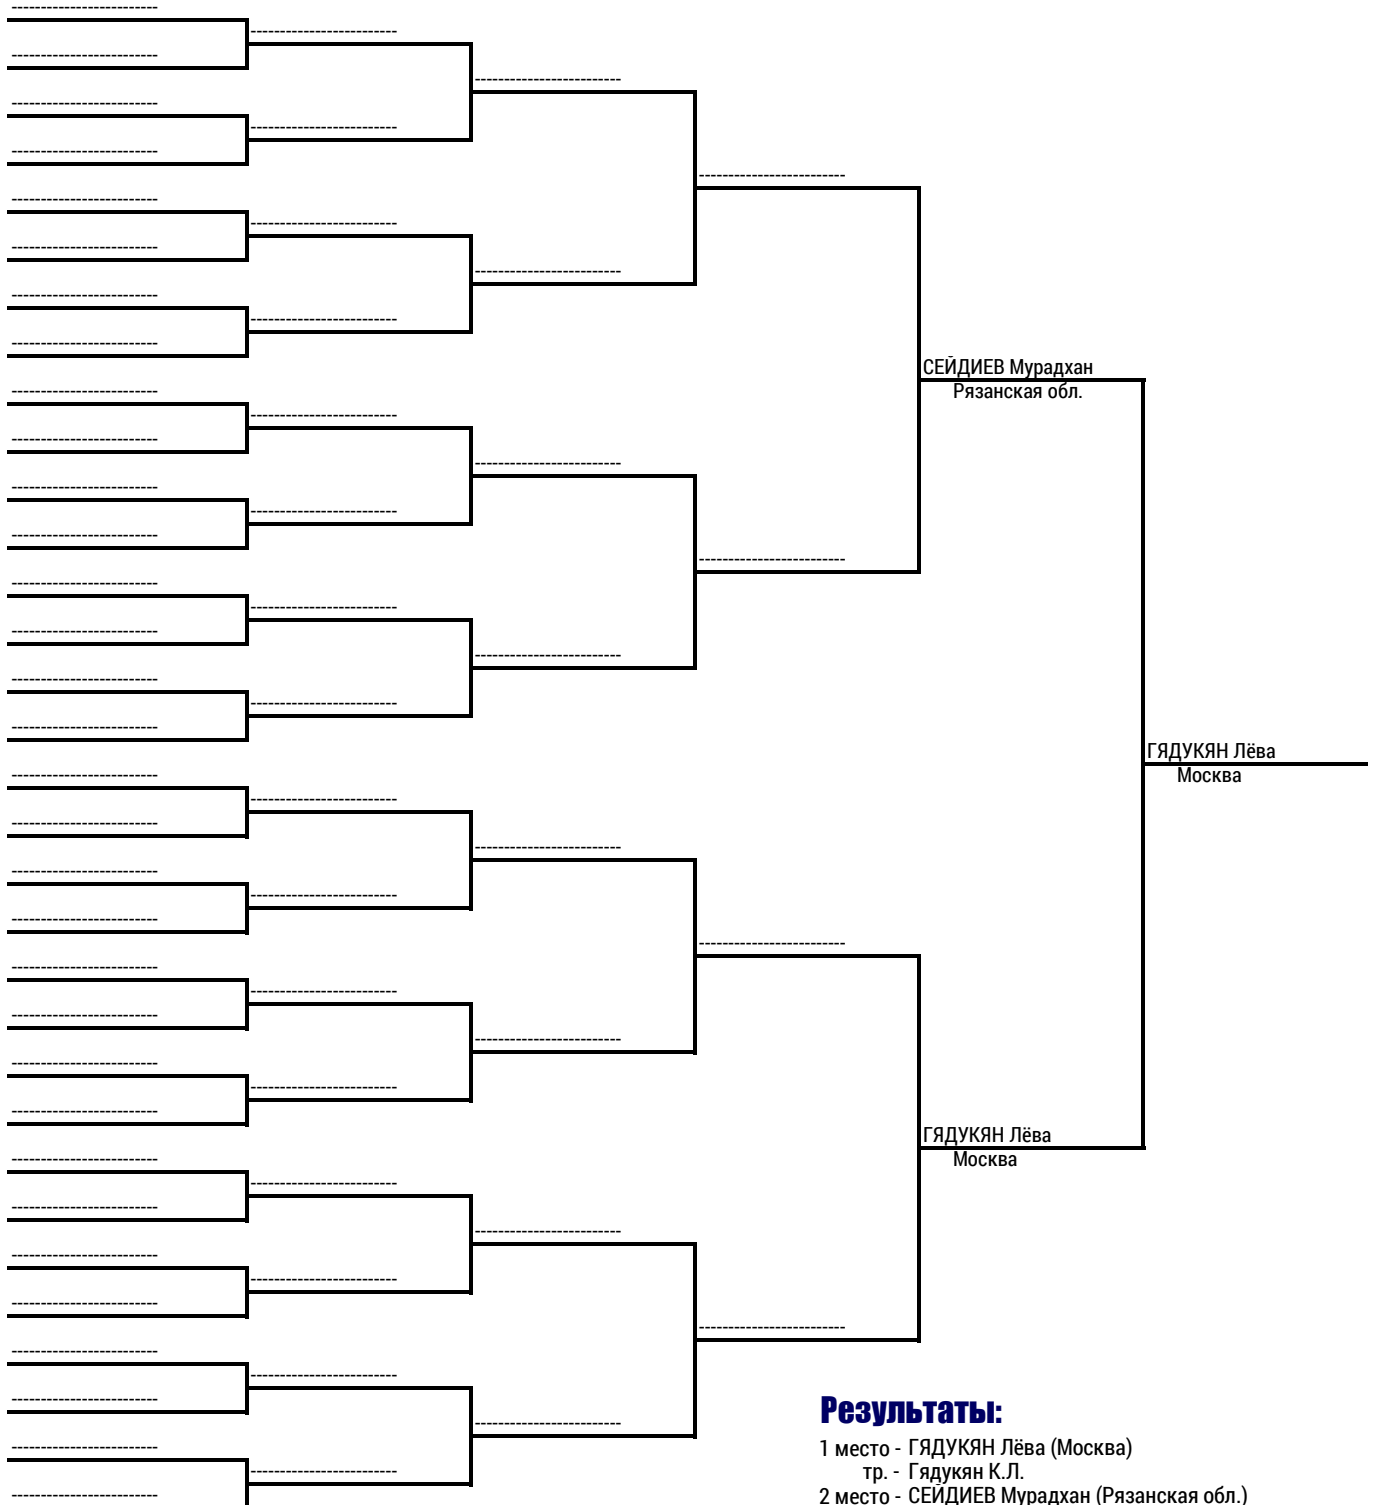 СЕЙДИЕВ Мурадхан
Рязанская обл.
ГЯДУКЯН Лёва
Москва
ГЯДУКЯН Лёва
Москва
Результаты:
1 место - ГЯДУКЯН Лёва (Москва)
тр. - Гядукян К.Л.
2 место - СЕЙДИЕВ Мурадхан (Рязанская обл.)